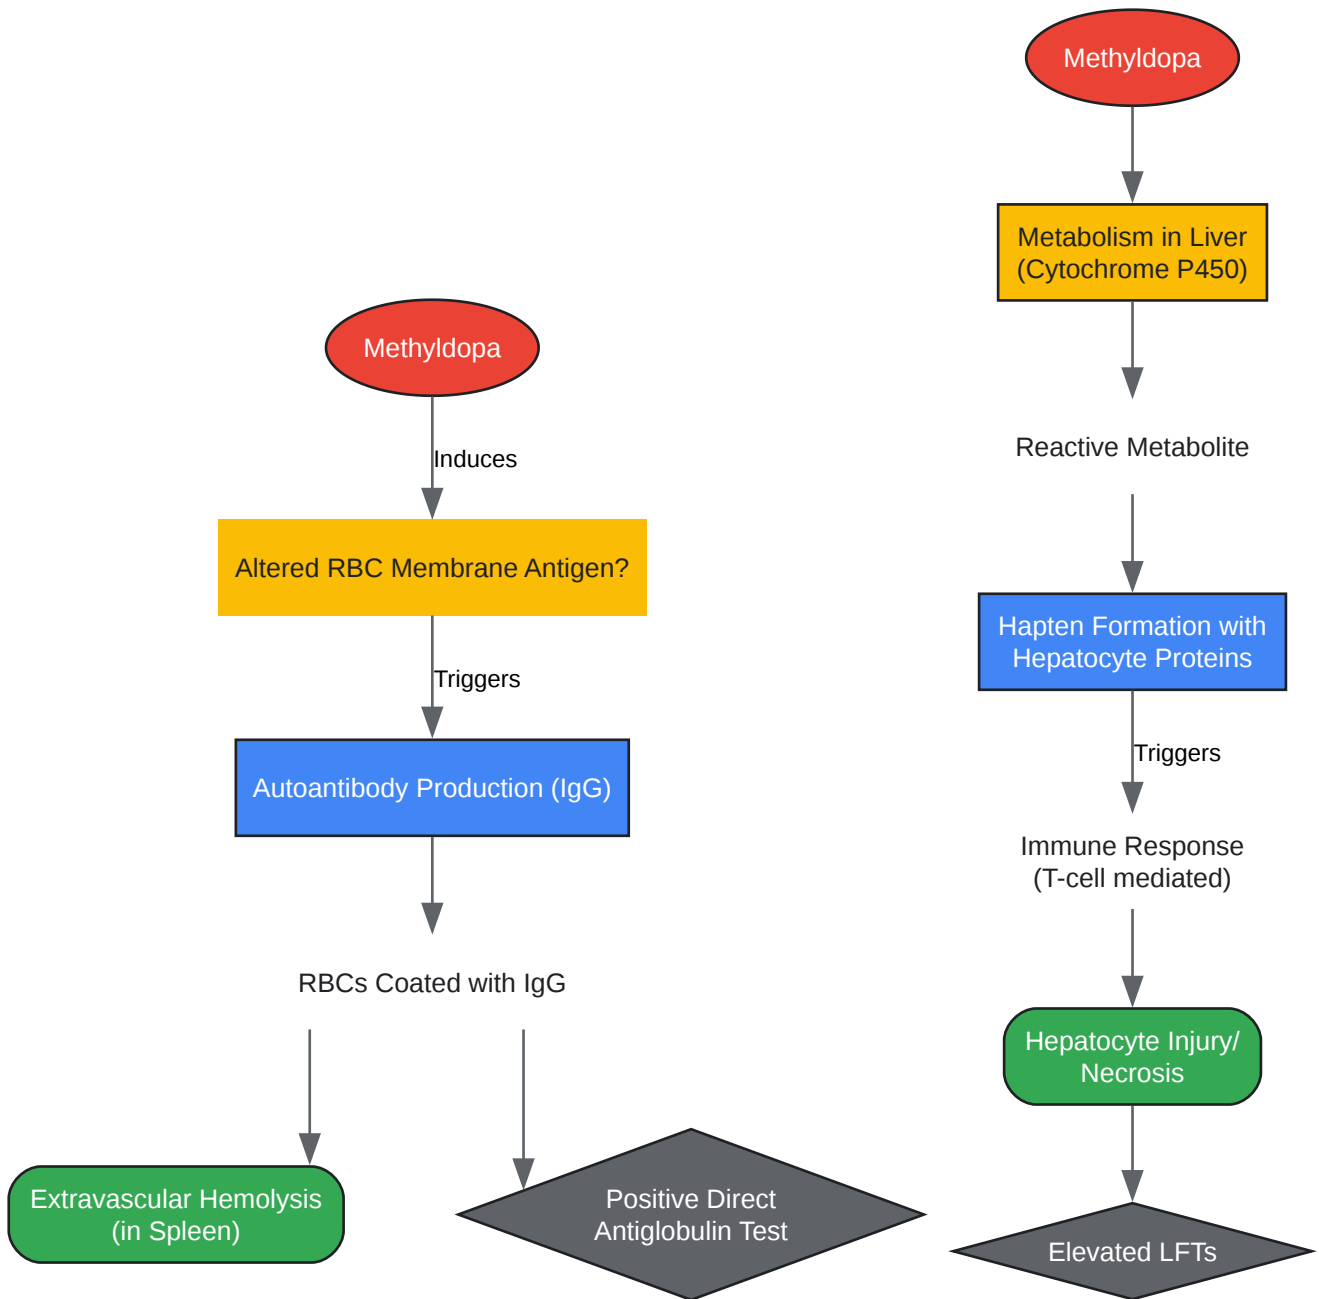 Methyldopa
Induces
Altered RBC Membrane Antigen?
Triggers
Autoantibody Production (IgG)
RBCs Coated with IgG
Extravascular Hemolysis
(in Spleen)
Positive Direct
Antiglobulin Test
Methyldopa
Metabolism in Liver
(Cytochrome P450)
Reactive Metabolite
Hapten Formation with
Hepatocyte Proteins
Triggers
Immune Response
(T-cell mediated)
Hepatocyte Injury/
Necrosis
Elevated LFTs